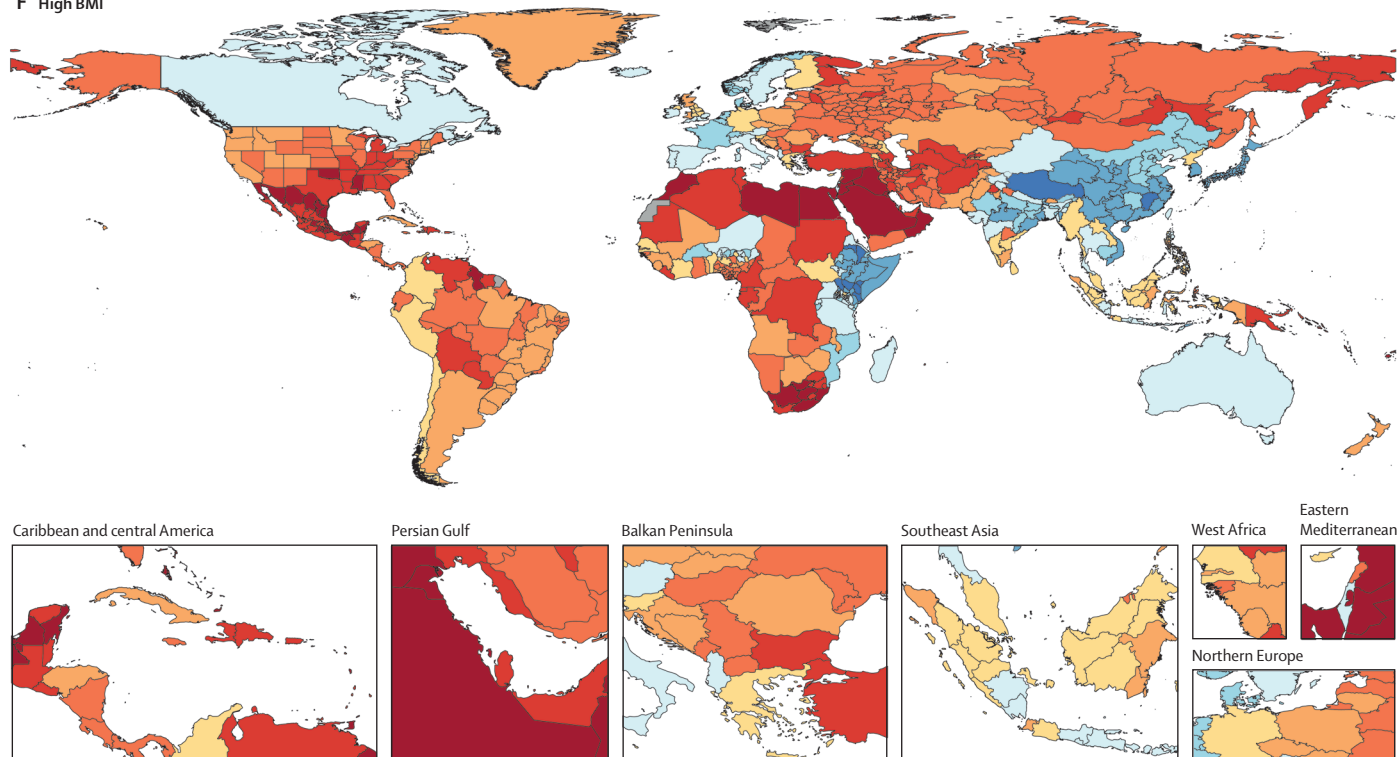 F High BMI
Caribbean and central America
Persian Gulf
Balkan Peninsula
Southeast Asia
West Africa
Eastern
Mediterranean
Northern Europe